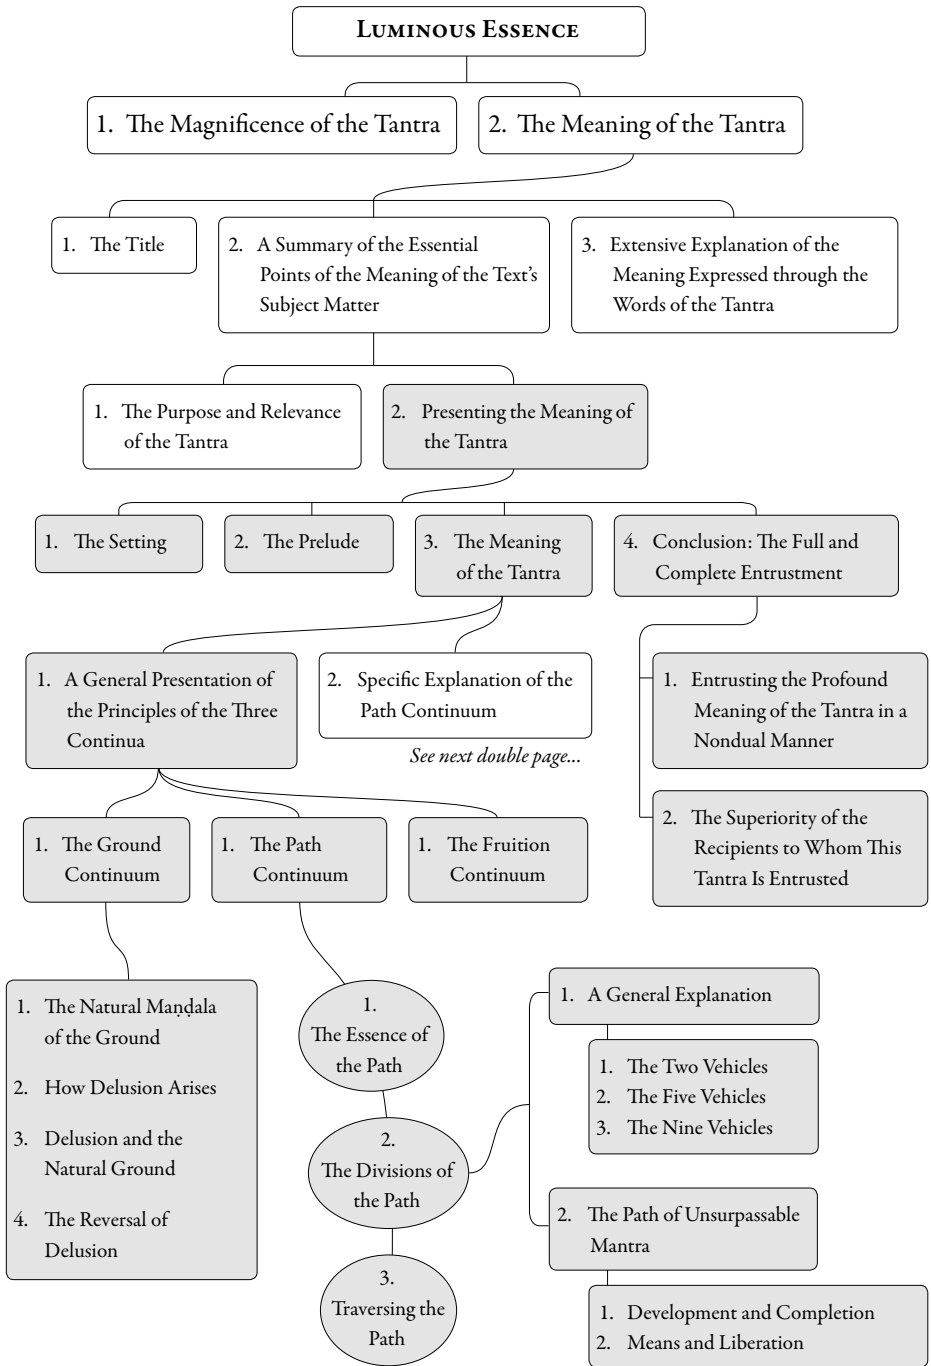 LUMINOUS ESSENCE
1. The Magnificence of the Tantra
2. The Meaning of the Tantra
1. The Title
2. A Summary of the Essential
Points of the Meaning of the Text's
Subject Matter
3. Extensive Explanation of the
Meaning Expressed through the
Words of the Tantra
1. The Purpose and Relevance
of the Tantra
2. Presenting the Meaning of
the Tantra
1. The Setting
2. The Prelude
3. The Meaning
of the Tantra
4. Conclusion: The Full and
Complete Entrustment
1. A General Presentation of
the Principles of the Three
Continua
2. Specific Explanation of the
Path Continuum
See next double page...
1. Entrusting the Profound
Meaning of the Tantra in a
Nondual Manner
2. The Superiority of the
Recipients to Whom This
Tantra Is Entrusted
1. The Ground
Continuum
1. The Path
Continuum
1. The Fruition
Continuum
1. The Natural Maṇḍala
of the Ground
2. How Delusion Arises
3. Delusion and the
Natural Ground
4. The Reversal of
Delusion
1.
The Essence of
the Path
2.
The Divisions of
the Path
3.
Traversing the
Path
1. A General Explanation
1. The Two Vehicles
2. The Five Vehicles
3. The Nine Vehicles
2. The Path of Unsurpassable
Mantra
1. Development and Completion
2. Means and Liberation